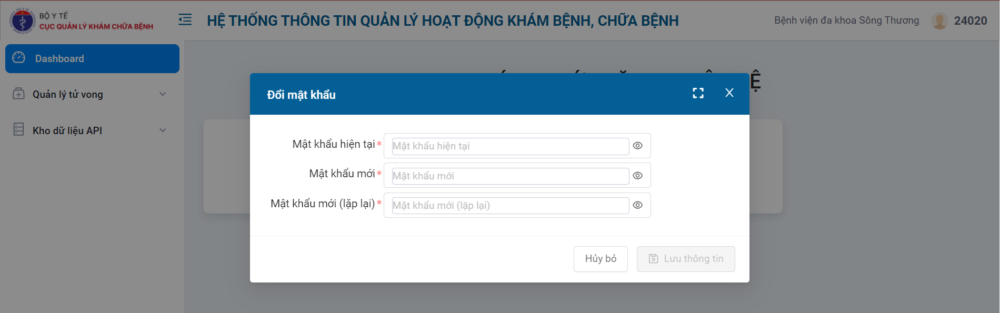 BỘ Y TẾ
CỤC QUẢN LÝ KHÁM CHỮA BỆNH
HỆ THỐNG THÔNG TIN QUẢN LÝ HOẠT ĐỘNG KHÁM BỆNH, CHỮA BỆNH
Bệnh viện đa khoa Sông Thương
24020
Dashboard
Quản lý tử vong
Kho dữ liệu API
Đổi mật khẩu
Mật khẩu hiện tại*
Mật khẩu hiện tại
Mật khẩu mới*
Mật khẩu mới
Mật khẩu mới (lặp lại)*
Mật khẩu mới (lặp lại)
Hủy bỏ
Lưu thông tin